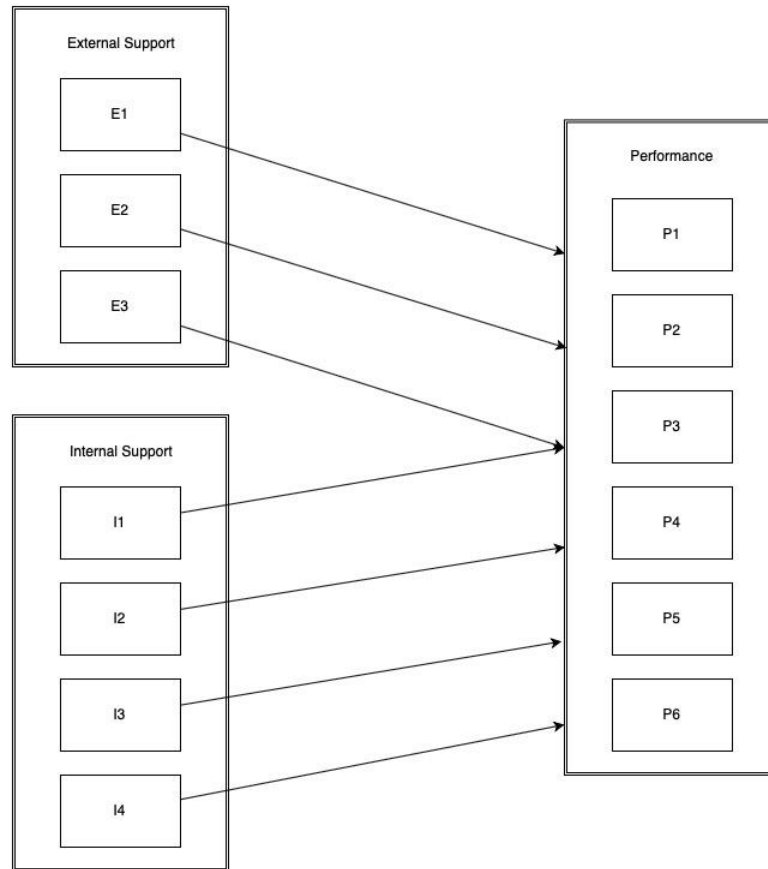 External Support
E1
E2
E3
Internal Support
I1
I2
I3
I4
Performance
P1
P2
P3
P4
P5
P6